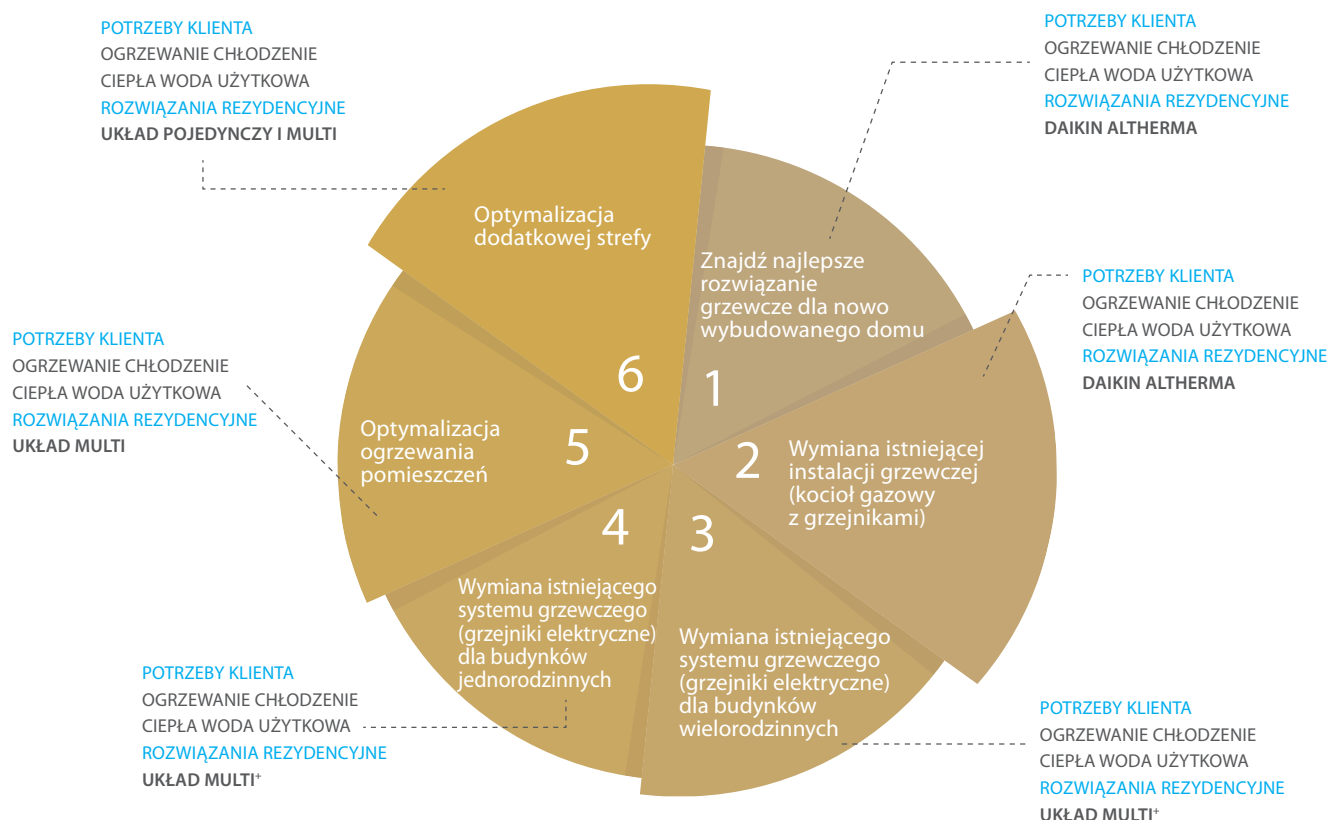 POTRZEBY KLIENTA
OGRZEWANIE CHŁODZENIE
CIEPŁA WODA UŻYTKOWA
ROZWIĄZANIA REZYDENCYJNE
UKŁAD POJEDYNCZY I MULTI
POTRZEBY KLIENTA
OGRZEWANIE CHŁODZENIE
CIEPŁA WODA UŻYTKOWA
ROZWIĄZANIA REZYDENCYJNE
DAIKIN ALTHERMA
Optymalizacja
dodatkowej strefy
6
Znajdź najlepsze
rozwiązanie
grzewcze dla nowo
wybudowanego domu
1
POTRZEBY KLIENTA
OGRZEWANIE CHŁODZENIE
CIEPŁA WODA UŻYTKOWA
ROZWIĄZANIA REZYDENCYJNE
DAIKIN ALTHERMA
POTRZEBY KLIENTA
OGRZEWANIE CHŁODZENIE
CIEPŁA WODA UŻYTKOWA
ROZWIĄZANIA REZYDENCYJNE
UKŁAD MULTI
Optymalizacja
ogrzewania
pomieszczeń
5
2
Wymiana istniejącej
instalacji grzewczej
(kocioł gazowy
z grzejnikami)
4
Wymiana istniejącego
systemu grzewczego
(grzejniki elektryczne)
dla budynków
jednorodzinnych
3
Wymiana istniejącego
systemu grzewczego
(grzejniki elektryczne)
dla budynków
wielorodzinnych
POTRZEBY KLIENTA
OGRZEWANIE CHŁODZENIE
CIEPŁA WODA UŻYTKOWA
ROZWIĄZANIA REZYDENCYJNE
UKŁAD MULTI⁺
POTRZEBY KLIENTA
OGRZEWANIE CHŁODZENIE
CIEPŁA WODA UŻYTKOWA
ROZWIĄZANIA REZYDENCYJNE
UKŁAD MULTI⁺